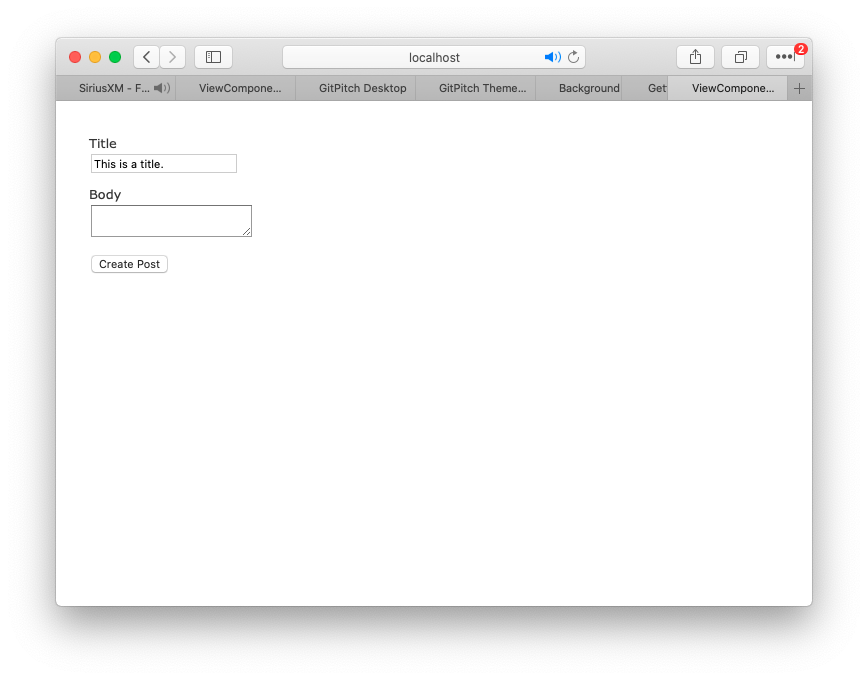 localhost
2
SiriusXM - F...
ViewCompone...
GitPitch Desktop
GitPitch Theme...
Background
Get
ViewCompone...
Title
This is a title.
Body
Create Post